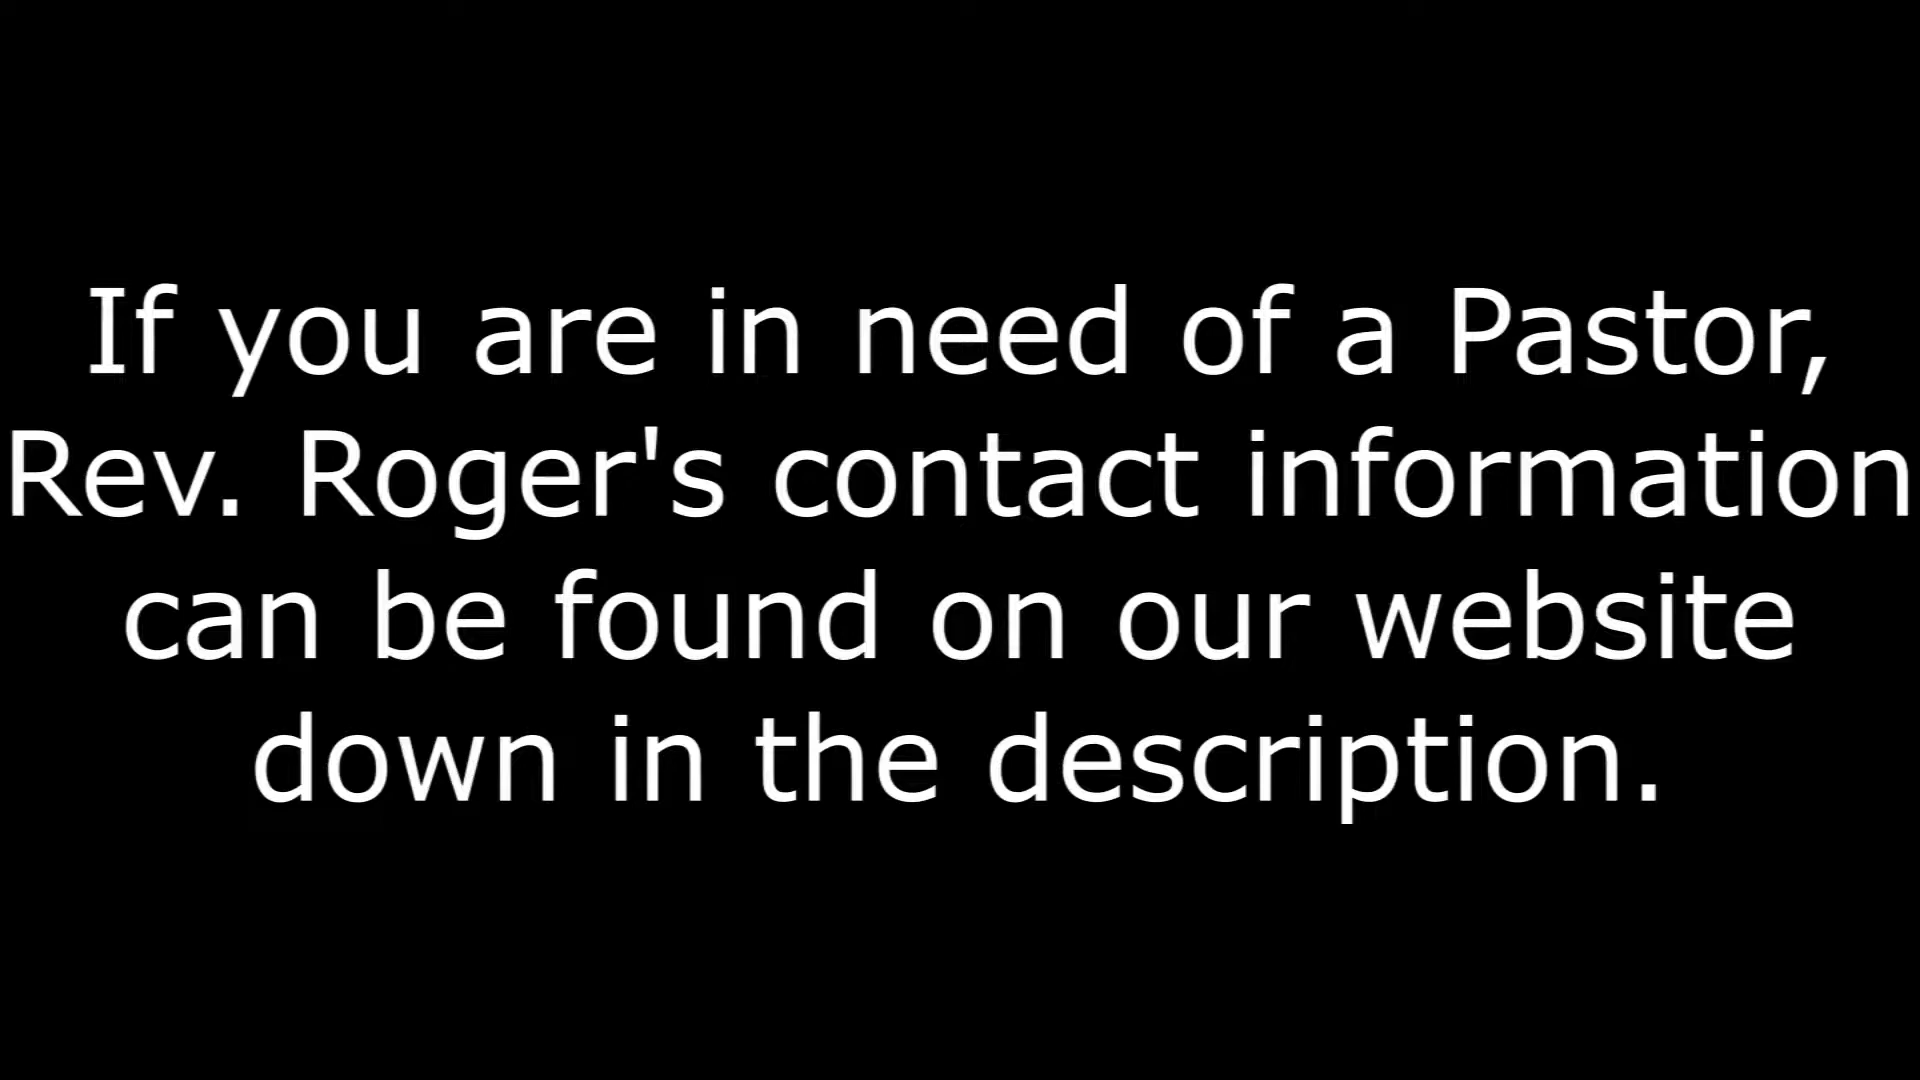 If you are in need of a Pastor,
Rev. Roger's contact information
can be found on our website
down in the description.